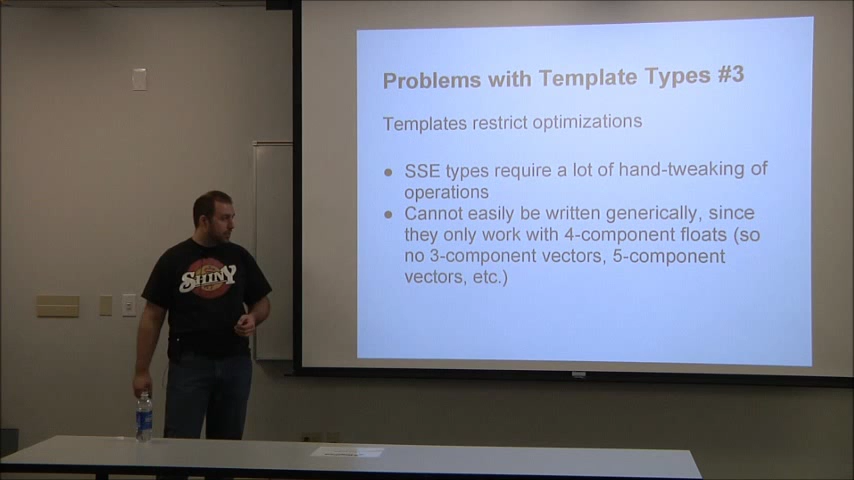 Problems with Template Types #3
Templates restrict optimizations
● SSE types require a lot of hand-tweaking of
operations
● Cannot easily be written generically, since
they only work with 4-component floats (so
no 3-component vectors, 5-component
vectors, etc.)
SHINY